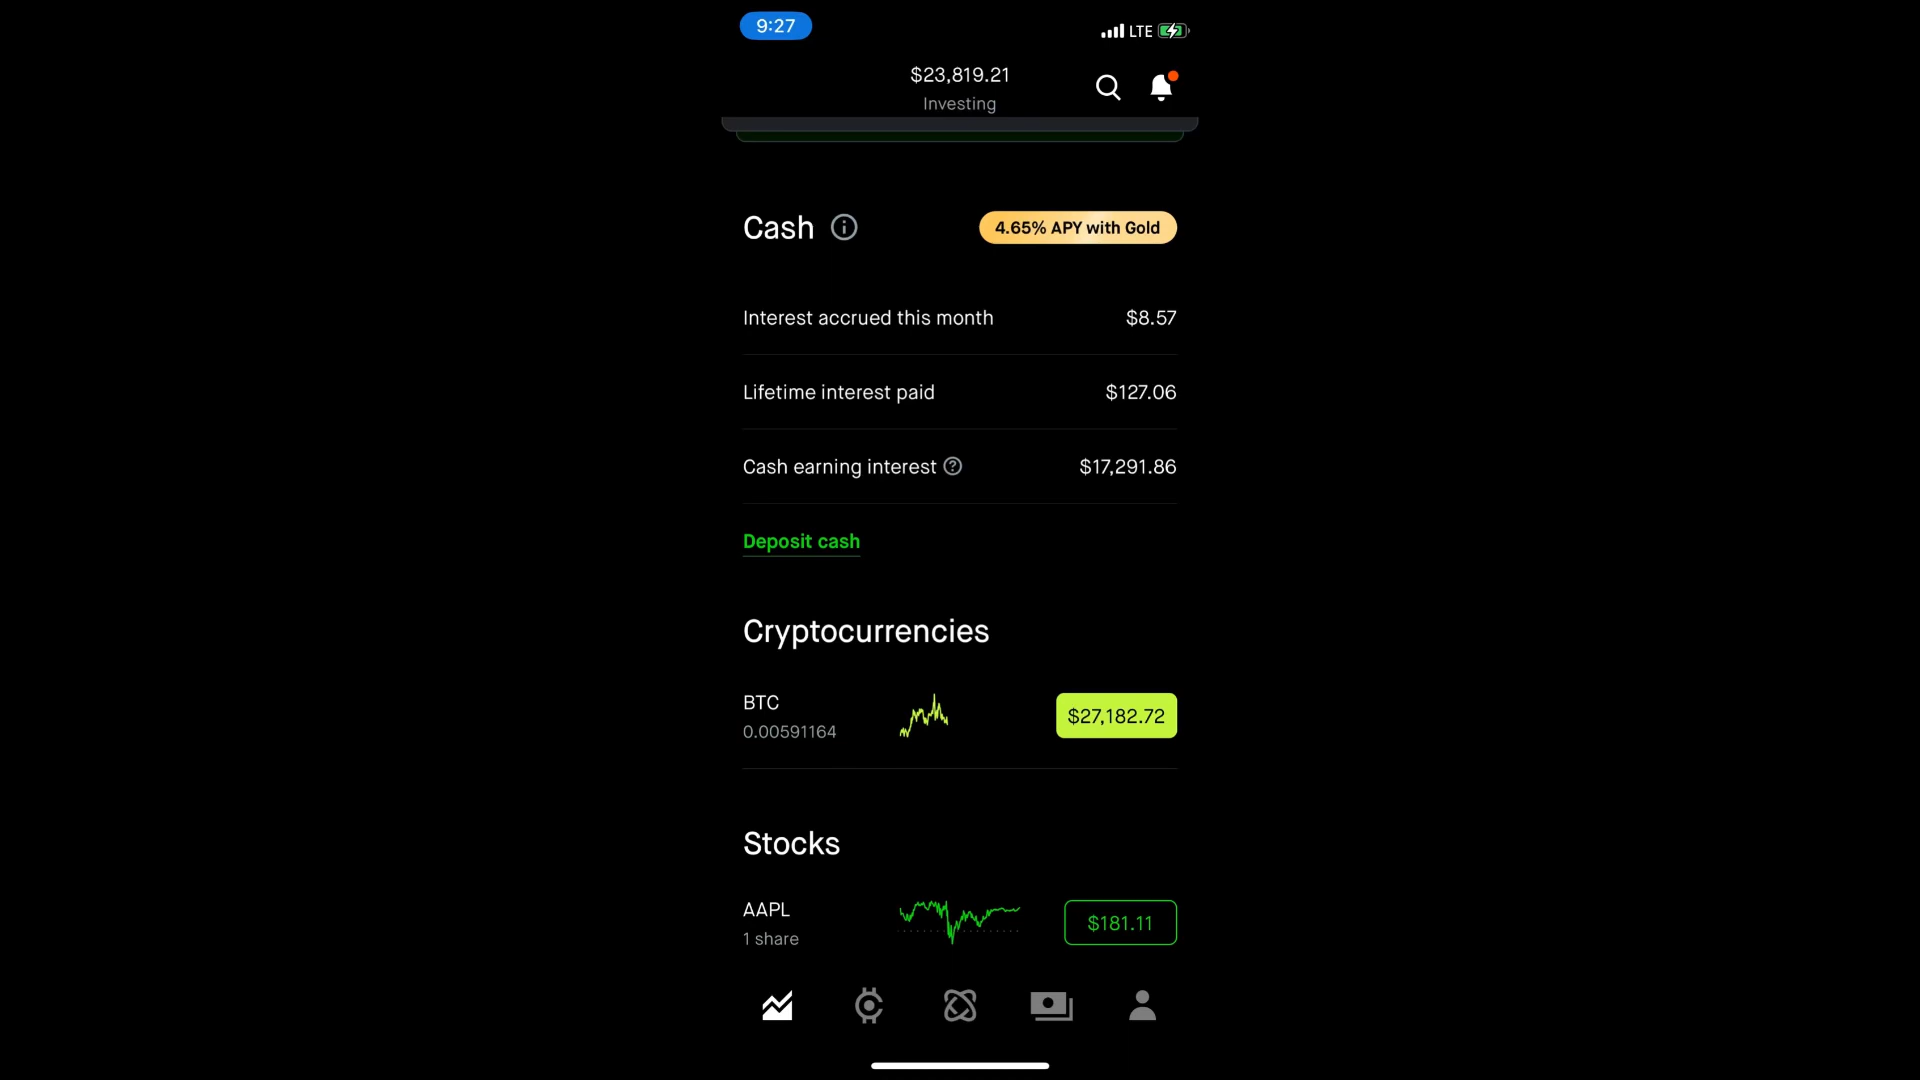 9:27
LTE
$23,819.21
Investing
Cash
4.65% APY with Gold
Interest accrued this month $8.57
Lifetime interest paid $127.06
Cash earning interest $17,291.86
Deposit cash
Cryptocurrencies
BTC
0.00591164
$27,182.72
Stocks
AAPL
1 share
$181.11